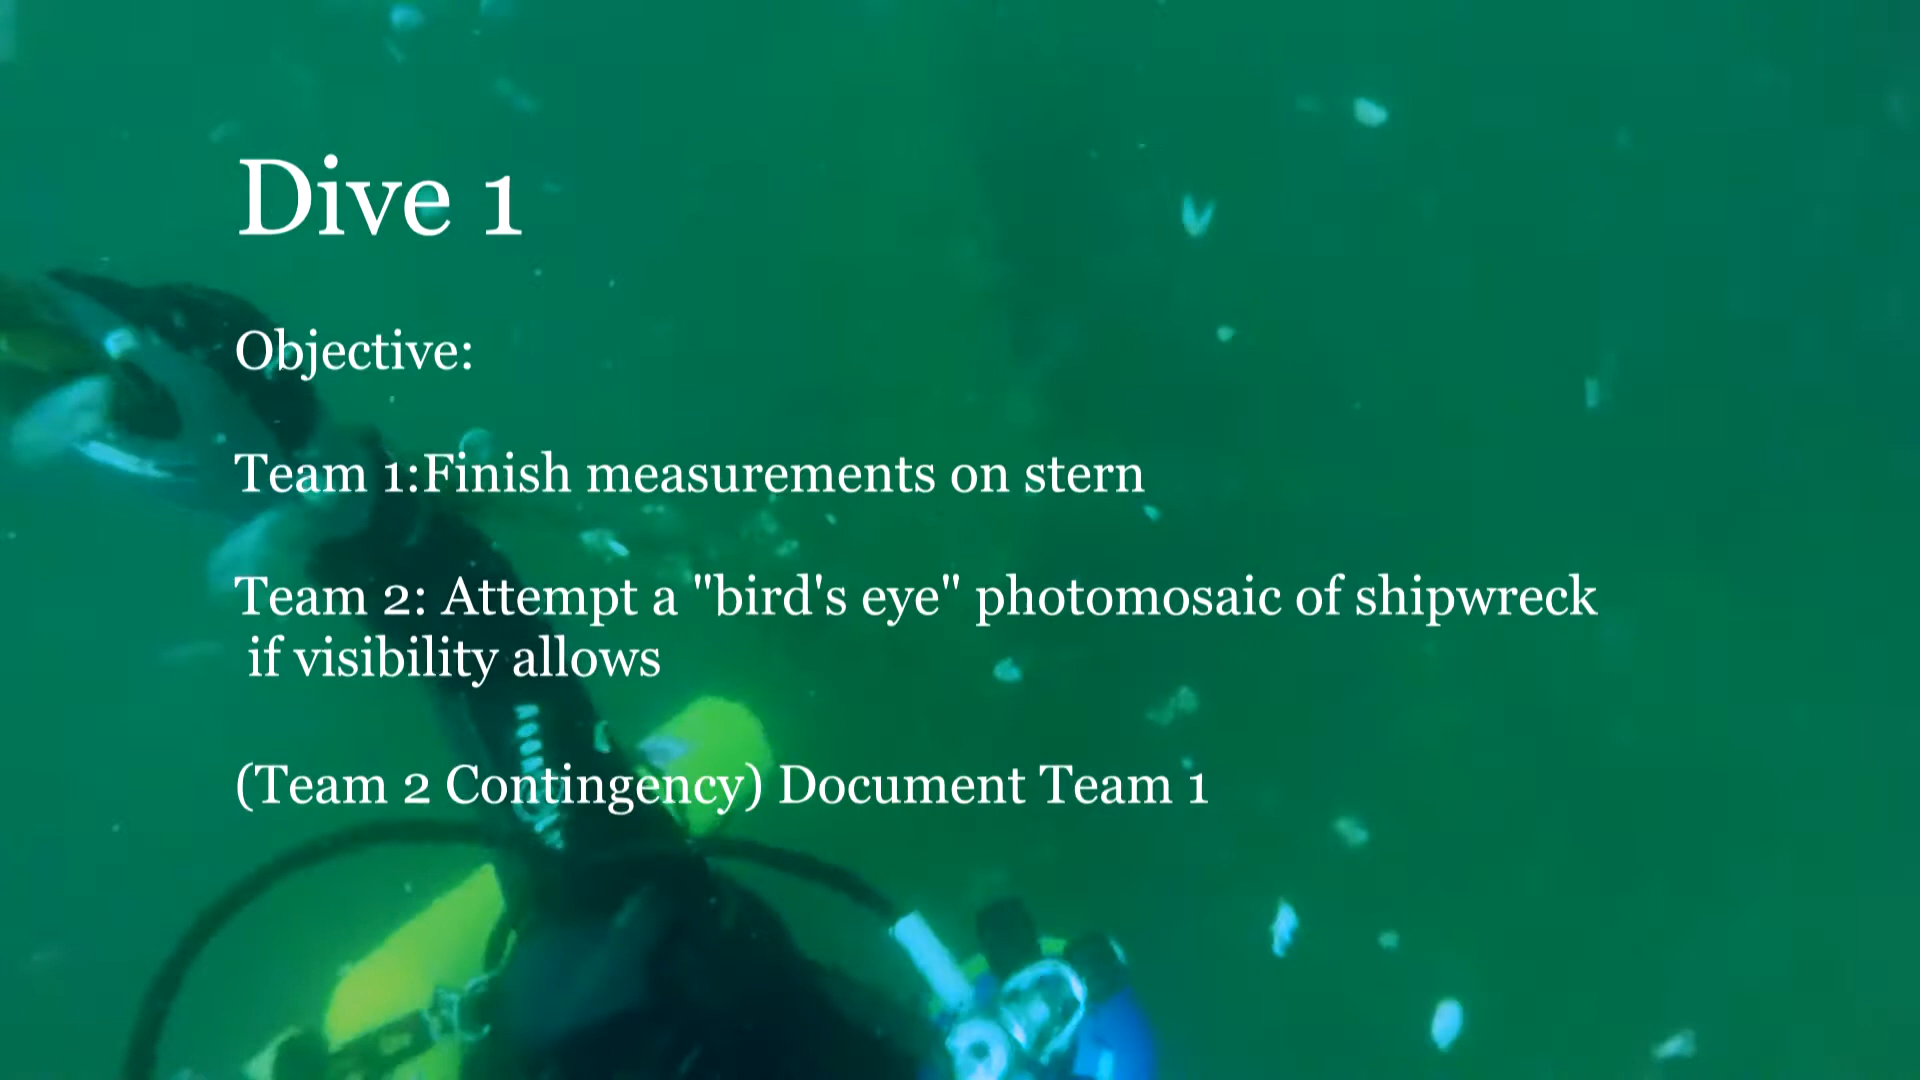 Dive 1
Objective:
Team 1:Finish measurements on stern
Team 2: Attempt a "bird's eye" photomosaic of shipwreck
if visibility allows
(Team 2 Contingency) Document Team 1